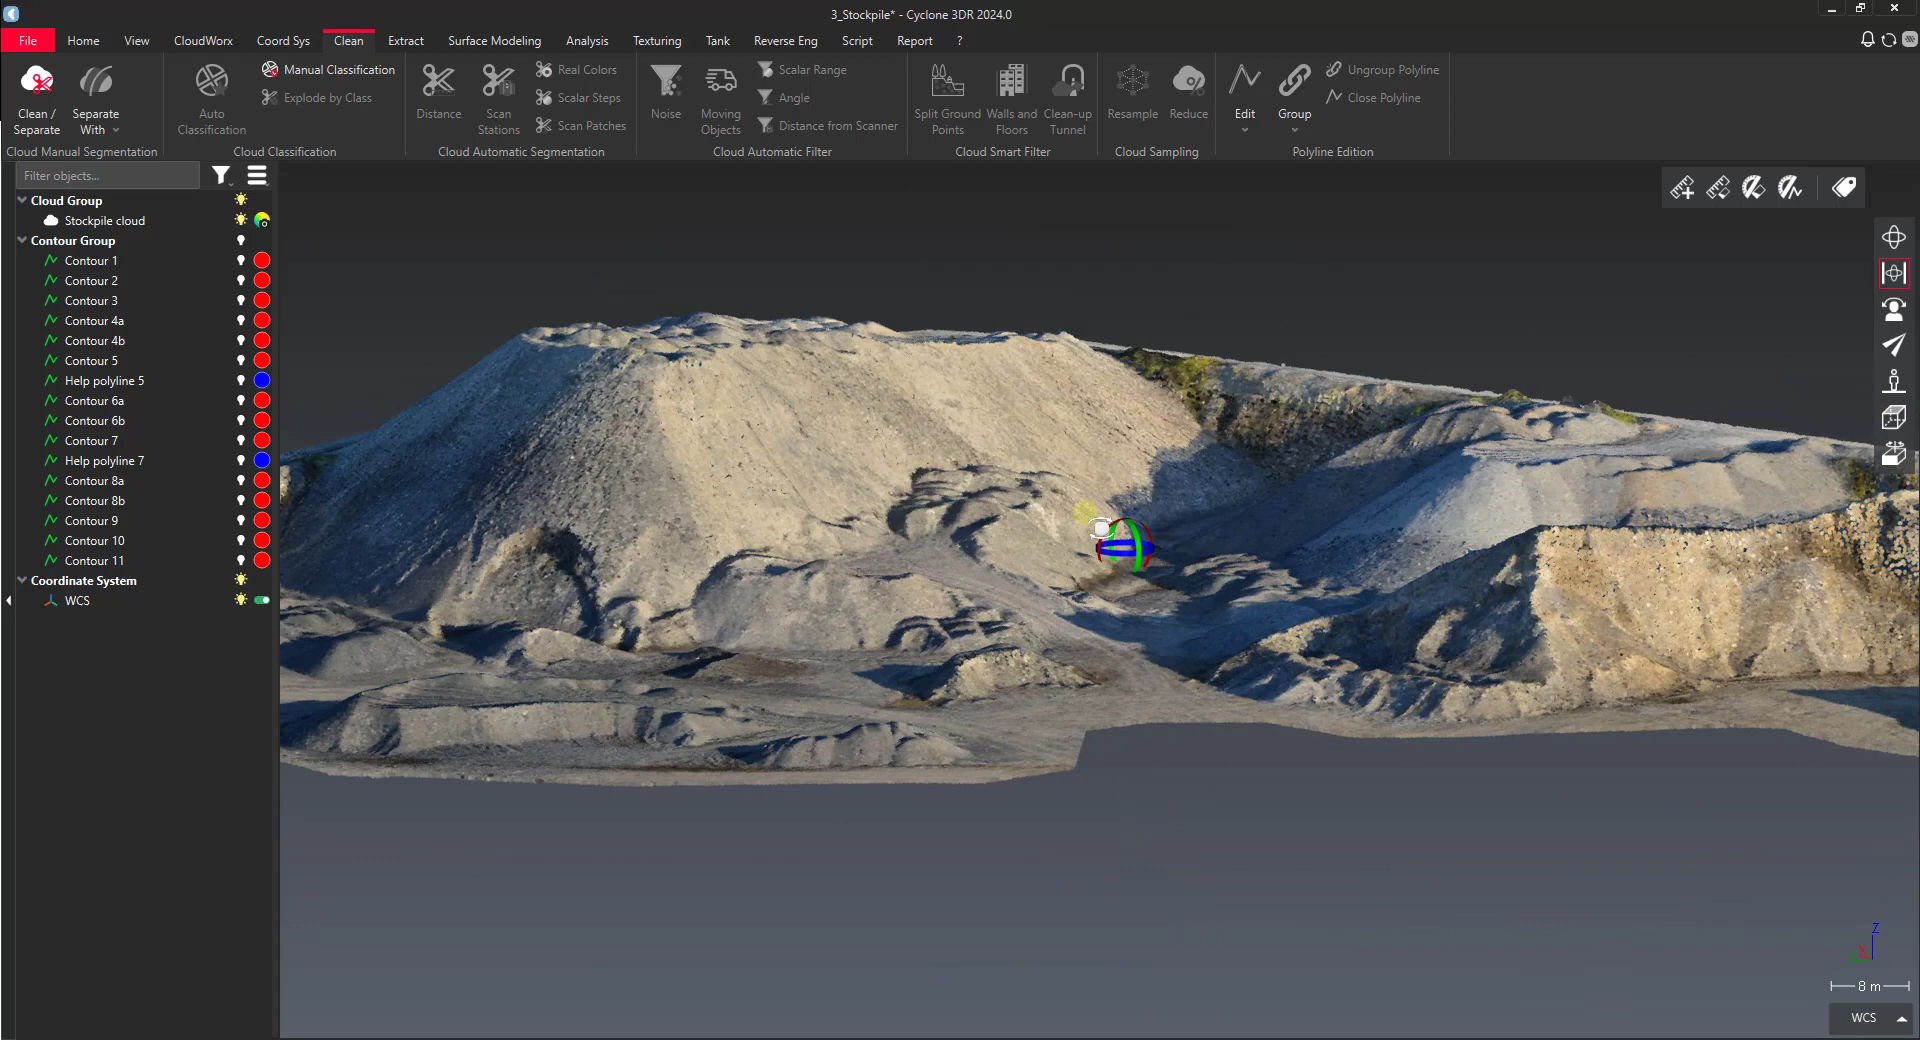 3_Stockpile* - Cyclone 3DR 2024.0
File Home View CloudWorx Coord Sys Clean Extract Surface Modeling Analysis Texturing Tank Reverse Eng Script Report ?
Clean / Separate
Separate With
Cloud Manual Segmentation
Auto Classification
Manual Classification
Explode by Class
Cloud Classification
Distance
Scan Stations
Real Colors
Scalar Steps
Scan Patches
Cloud Automatic Segmentation
Noise
Moving Objects
Scalar Range
Angle
Distance from Scanner
Cloud Automatic Filter
Split Ground Points
Walls and Floors
Clean-up Tunnel
Cloud Smart Filter
Resample
Reduce
Cloud Sampling
Edit
Group
Ungroup Polyline
Close Polyline
Polyline Edition
Filter objects...
Cloud Group
Stockpile cloud
Contour Group
Contour 1
Contour 2
Contour 3
Contour 4a
Contour 4b
Contour 5
Help polyline 5
Contour 6a
Contour 6b
Contour 7
Help polyline 7
Contour 8a
Contour 8b
Contour 9
Contour 10
Contour 11
Coordinate System
WCS
Z
X
8 m
WCS